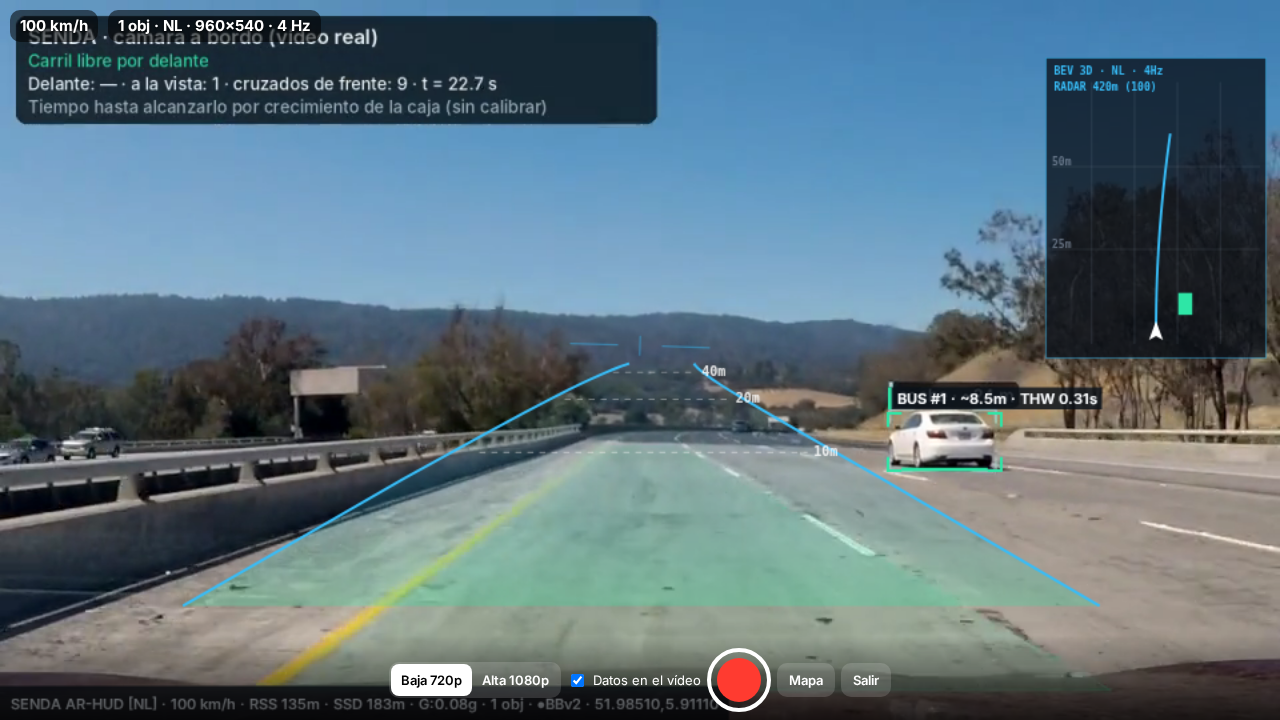 100 km/h
1 obj · NL · 960×540 · 4 Hz
SENDA · cámara a bordo (vídeo real)
Carril libre por delante
Delante: — · a la vista: 1 · cruzados de frente: 9 · t = 22.7 s
Tiempo hasta alcanzarlo por crecimiento de la caja (sin calibrar)
BEV 3D · NL · 4Hz
RADAR 420m (100)
50m
25m
40m
20m
10m
BUS #1 · ~8.5m · THW 0.31s
Baja 720p
Alta 1080p
Datos en el vídeo
Mapa
Salir
SENDA AR-HUD [NL] · 100 km/h · RSS 135m · SSD 183m · G:0.08g · 1 obj · ●BBv2 · 51.98510,5.91110